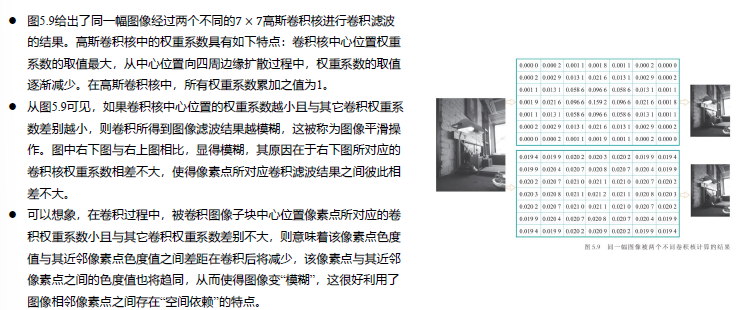 ● 图5.9给出了同一幅图像经过两个不同的7 × 7高斯卷积核进行卷积滤波
的结果。高斯卷积核中的权重系数具有如下特点：卷积核中心位置权重
系数的取值最大，从中心位置向四周边缘扩散过程中，权重系数的取值
逐渐减少。在高斯卷积核中，所有权重系数累加之值为1。
● 从图5.9可见，如果卷积核中心位置的权重系数越小且与其它卷积权重系
数差别越小，则卷积所得到图像滤波结果越模糊，这被称为图像平滑操
作。图中右下图与右上图相比，显得模糊，其原因在于右下图所对应的
卷积核权重系数相差不大，使得像素点所对应卷积滤波结果之间彼此相
差不大。
● 可以想象，在卷积过程中，被卷积图像子块中心位置像素点所对应的卷
积权重系数小且与其它卷积权重系数差别不大，则意味着该像素点色度
值与其近邻像素点色度值之间差距在卷积后将减少，该像素点与其近邻
像素点之间的色度值也将趋同，从而使得图像变“模糊”，这很好利用了
图像相邻像素点之间存在“空间依赖”的特点。
0.000 0 0.000 2 0.001 1 0.001 8 0.001 1 0.000 2 0.000 0
0.000 2 0.002 9 0.013 1 0.021 6 0.013 1 0.002 9 0.000 2
0.001 1 0.013 1 0.058 6 0.096 6 0.058 6 0.013 1 0.001 1
0.001 9 0.021 6 0.096 6 0.159 2 0.096 6 0.021 6 0.001 8
0.001 1 0.013 1 0.058 6 0.096 6 0.058 6 0.013 1 0.001 1
0.000 2 0.002 9 0.013 1 0.021 6 0.013 1 0.002 9 0.000 2
0.000 0 0.000 2 0.001 1 0.001 8 0.001 1 0.000 2 0.000 0
0.019 4 0.019 9 0.020 2 0.020 3 0.020 2 0.019 9 0.019 4
0.019 9 0.020 4 0.020 7 0.020 8 0.020 7 0.020 4 0.019 9
0.020 2 0.020 7 0.021 0 0.021 1 0.021 0 0.020 7 0.020 2
0.020 3 0.020 8 0.021 1 0.021 2 0.021 1 0.020 8 0.020 3
0.020 2 0.020 7 0.021 0 0.021 1 0.021 0 0.020 7 0.020 2
0.019 9 0.020 4 0.020 7 0.020 8 0.020 7 0.020 4 0.019 9
0.019 4 0.019 9 0.020 2 0.020 3 0.020 2 0.019 9 0.019 4
图 5.9 同一图像被两个不同卷积核计算的结果